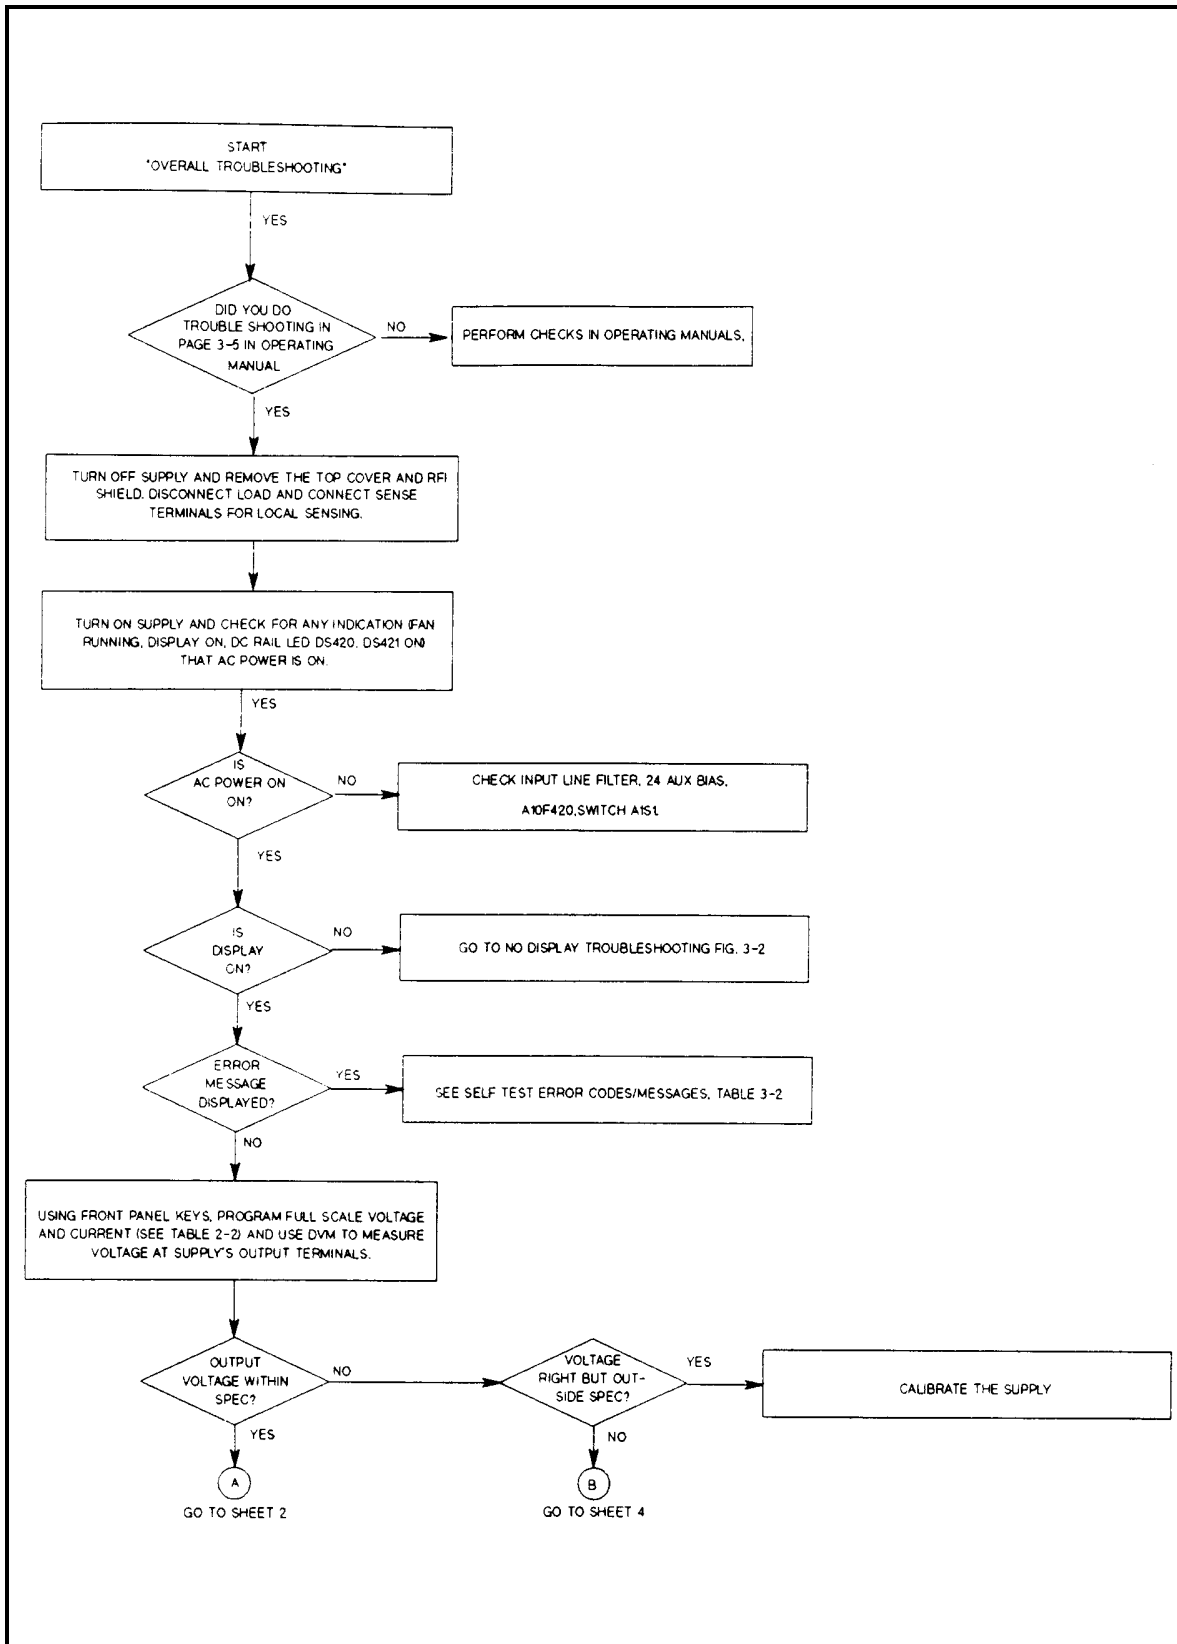 START
"OVERALL TROUBLESHOOTING"
YES
DID YOU DO
TROUBLE SHOOTING IN
PAGE 3-5 IN OPERATING
MANUAL
NO
PERFORM CHECKS IN OPERATING MANUALS.
YES
TURN OFF SUPPLY AND REMOVE THE TOP COVER AND RFI
SHIELD. DISCONNECT LOAD AND CONNECT SENSE
TERMINALS FOR LOCAL SENSING.
TURN ON SUPPLY AND CHECK FOR ANY INDICATION (FAN
RUNNING, DISPLAY ON, DC RAIL LED DS420, DS421 ON)
THAT AC POWER IS ON.
YES
IS
AC POWER ON
ON?
NO
CHECK INPUT LINE FILTER, 24 AUX BIAS,
A10F420,SWITCH A1S1.
YES
IS
DISPLAY
ON?
NO
GO TO NO DISPLAY TROUBLESHOOTING FIG. 3-2
YES
ERROR
MESSAGE
DISPLAYED?
YES
SEE SELF TEST ERROR CODES/MESSAGES, TABLE 3-2
NO
USING FRONT PANEL KEYS, PROGRAM FULL SCALE VOLTAGE
AND CURRENT (SEE TABLE 2-2) AND USE DVM TO MEASURE
VOLTAGE AT SUPPLY'S OUTPUT TERMINALS.
OUTPUT
VOLTAGE WITHIN
SPEC?
NO
VOLTAGE
RIGHT BUT OUT-
SIDE SPEC?
YES
CALIBRATE THE SUPPLY
YES
NO
A
B
GO TO SHEET 2
GO TO SHEET 4